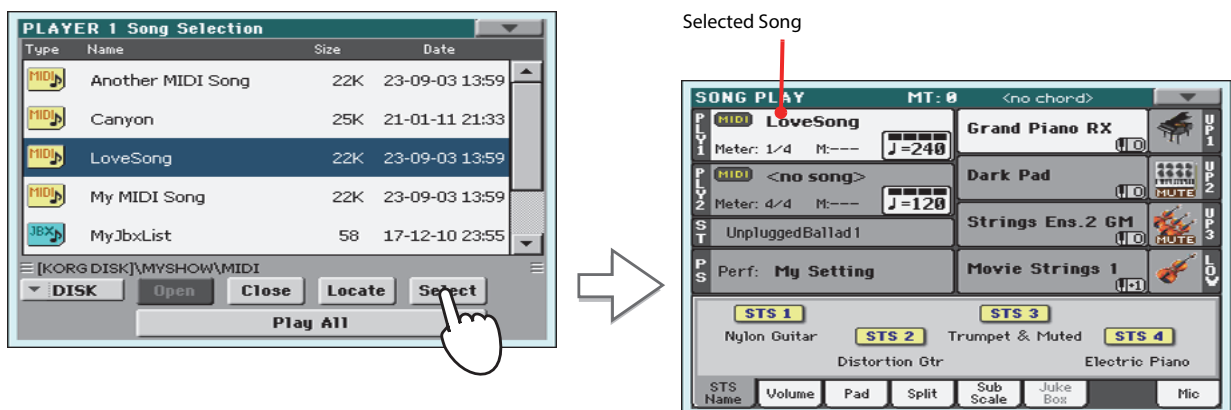 PLAYER 1 Song Selection
Type Name Size Date
MIDI Another MIDI Song 22K 23-09-03 13:59
MIDI Canyon 25K 21-01-11 21:33
MIDI LoveSong 22K 23-09-03 13:59
MIDI My MIDI Song 22K 23-09-03 13:59
JBX MyJbxList 58 17-12-10 23:55
[KORG DISK]\MYSHOW\MIDI
DISK Open Close Locate Select
Play All
Selected Song
SONG PLAY MT: 0 <no chord>
PLY1 MIDI LoveSong
Meter: 1/4 M:--- ♩=240
Grand Piano RX 0 UP1
PLY2 MIDI <no song>
Meter: 4/4 M:--- ♩=120
Dark Pad 0 MUTE UP2
ST UnpluggedBallad1
Strings Ens.2 GM 0 MUTE UP3
PS Perf: My Setting
Movie Strings 1 +1 LOW
STS 1 STS 3
Nylon Guitar STS 2 Trumpet & Muted STS 4
Distortion Gtr Electric Piano
STS Name Volume Pad Split Sub Scale Juke Box Mic